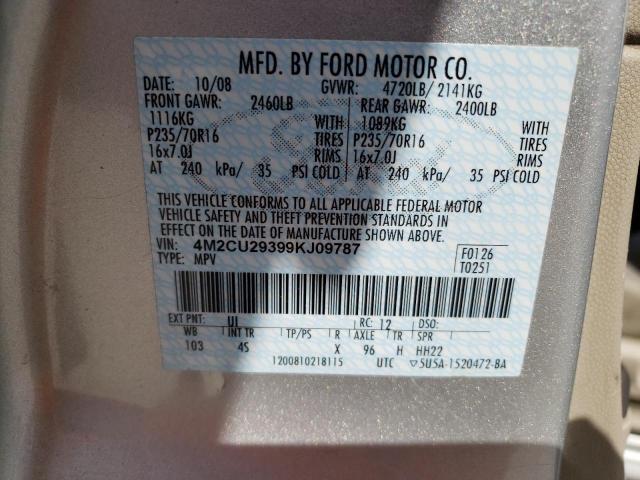 MFD. BY FORD MOTOR CO.
DATE: 10/08 GVWR: 4720LB/ 2141KG
FRONT GAWR: 2460LB REAR GAWR: 2400LB
1116KG WITH 1089KG WITH
P235/70R16 TIRES P235/70R16 TIRES
16x7.0J RIMS 16x7.0J RIMS
AT 240 kPa/ 35 PSI COLD AT 240 kPa/ 35 PSI COLD
THIS VEHICLE CONFORMS TO ALL APPLICABLE FEDERAL MOTOR
VEHICLE SAFETY AND THEFT PREVENTION STANDARDS IN
EFFECT ON THE DATE OF MANUFACTURE SHOWN ABOVE.
VIN: 4M2CU29399KJ09787 F0126
TYPE: MPV T0251
EXT PNT: UJ RC: 12 DSO:
WB INT TR TP/PS R AXLE TR SPR
103 4S X 96 H HH22
1200810218115 UTC ▽5U5A-1520472-BA